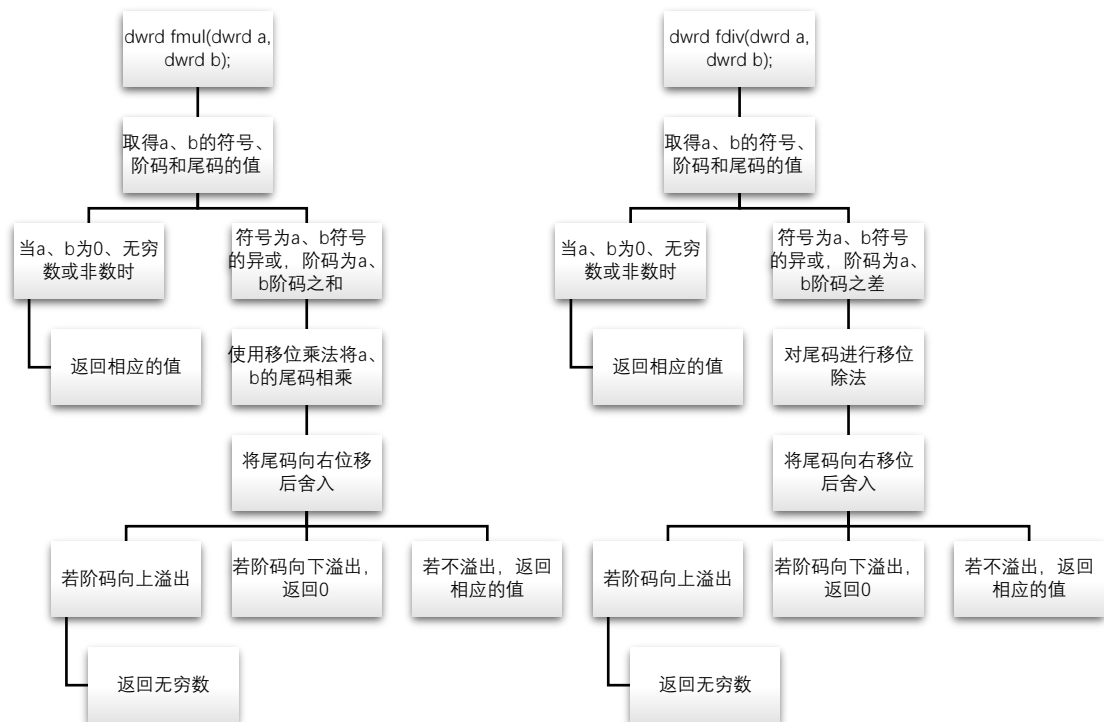 dwrd fmul(dwrd a,
dwrd b);
取得a、b的符号、
阶码和尾码的值
当a、b为0、无穷
数或非数时
返回相应的值
符号为a、b符号
的异或，阶码为a、
b阶码之和
使用移位乘法将a、
b的尾码相乘
将尾码向右位移
后舍入
若阶码向上溢出
返回无穷数
若阶码向下溢出，
返回0
若不溢出，返回
相应的值
dwrd fdiv(dwrd a,
dwrd b);
取得a、b的符号、
阶码和尾码的值
当a、b为0、无穷
数或非数时
返回相应的值
符号为a、b符号
的异或，阶码为a、
b阶码之差
对尾码进行移位
除法
将尾码向右移位
后舍入
若阶码向上溢出
返回无穷数
若阶码向下溢出，
返回0
若不溢出，返回
相应的值